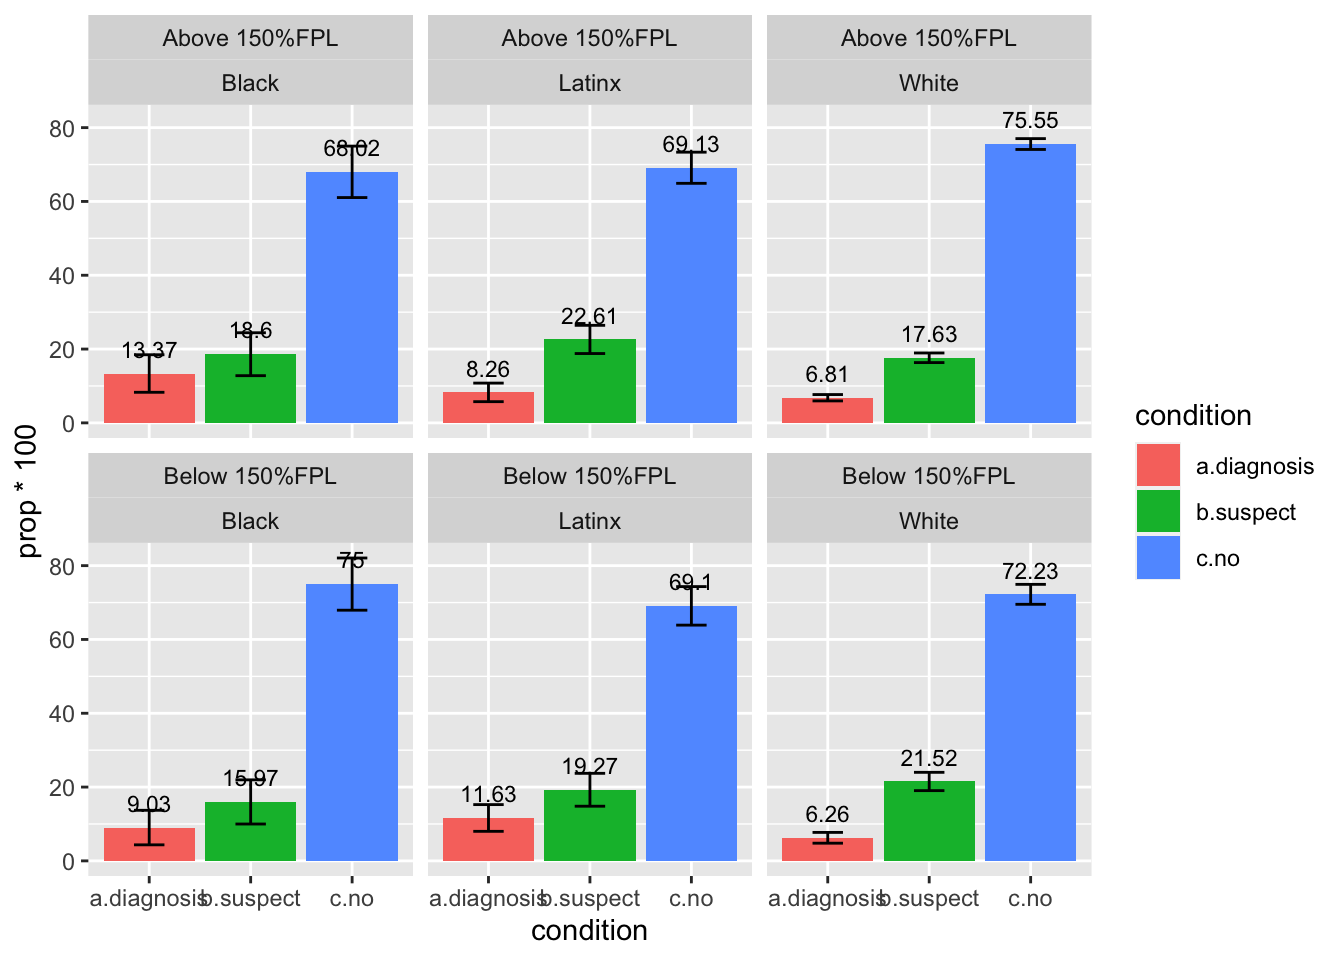 Above 150%FPL Above 150%FPL Above 150%FPL
Black Latinx White
80
60
40
20
0
13.37 18.6 68.02
8.26 22.61 69.13
6.81 17.63 75.55
Below 150%FPL Below 150%FPL Below 150%FPL
Black Latinx White
80
60
40
20
0
9.03 15.97 75
11.63 19.27 69.1
6.26 21.52 72.23
a.diagnosis b.suspect c.no a.diagnosis b.suspect c.no a.diagnosis b.suspect c.no
condition
prop * 100
condition
a.diagnosis
b.suspect
c.no